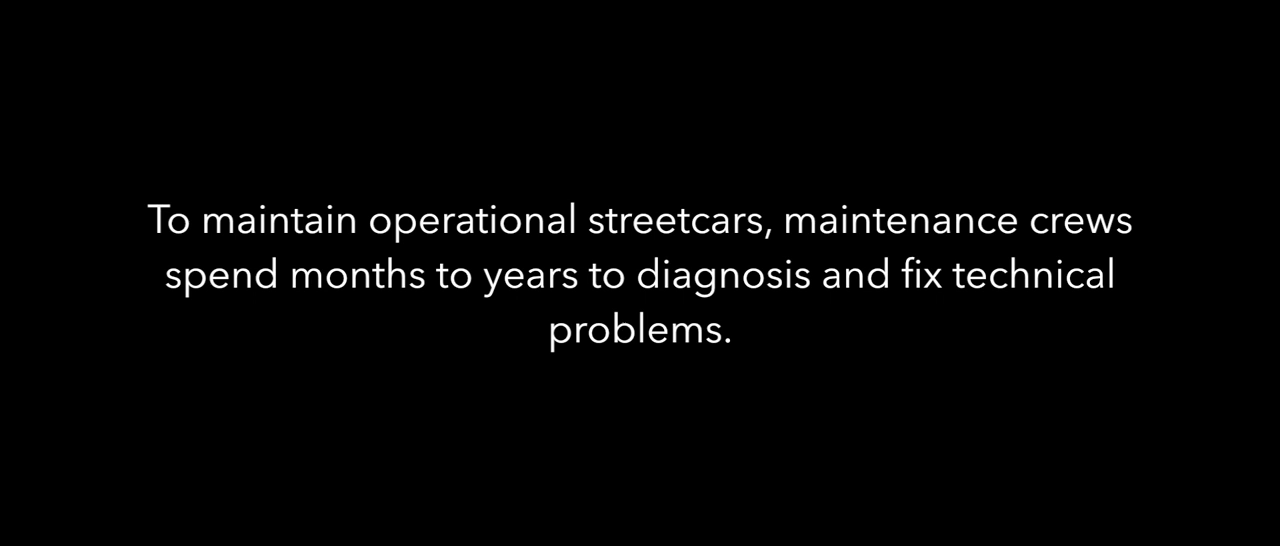 To maintain operational streetcars, maintenance crews
spend months to years to diagnosis and fix technical
problems.